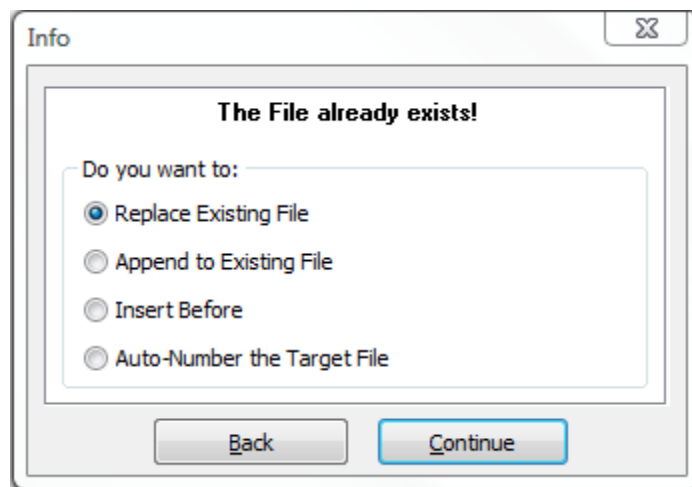 Info
The File already exists!
Do you want to:
Replace Existing File
Append to Existing File
Insert Before
Auto-Number the Target File
Back
Continue